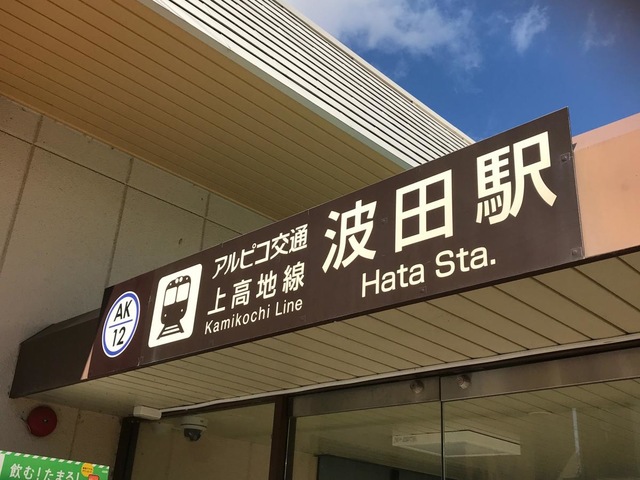 AK
12
アルピコ交通
上高地線
Kamikochi Line
波田駅
Hata Sta.
飲む!たまる!